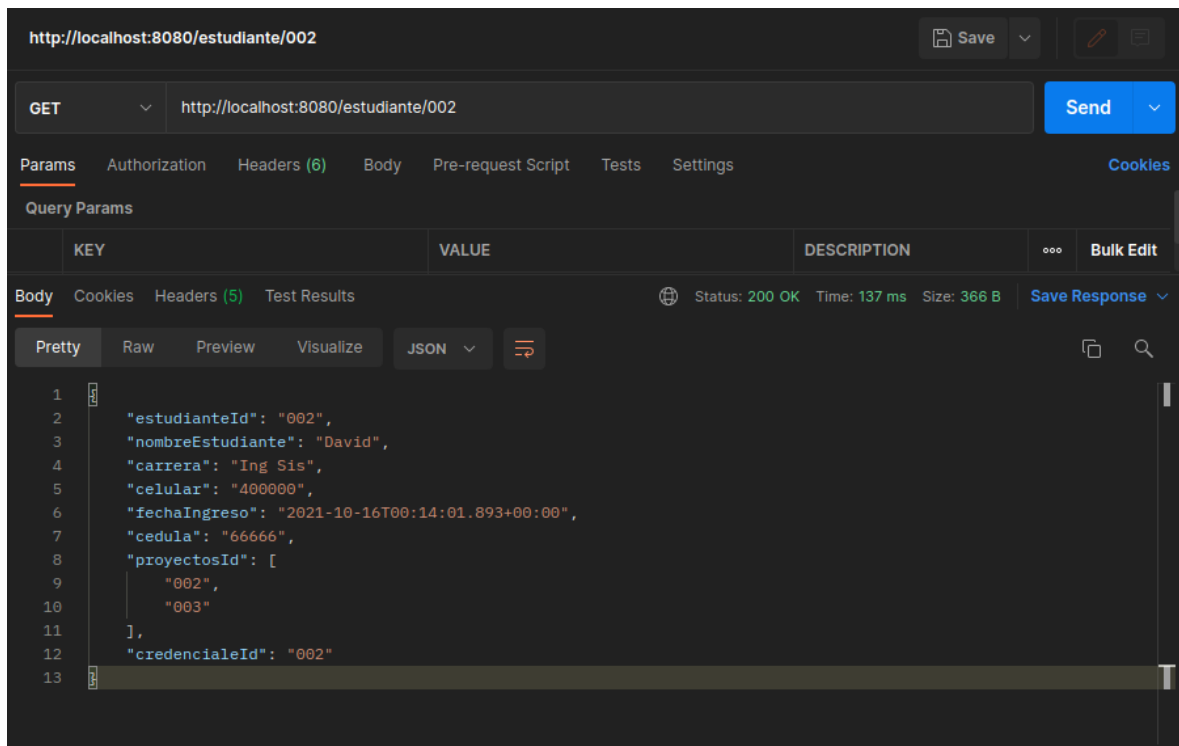 http://localhost:8080/estudiante/002 Save
GET http://localhost:8080/estudiante/002 Send
Params Authorization Headers (6) Body Pre-request Script Tests Settings Cookies
Query Params
KEY VALUE DESCRIPTION ooo Bulk Edit
Body Cookies Headers (5) Test Results Status: 200 OK Time: 137 ms Size: 366 B Save Response
Pretty Raw Preview Visualize JSON
1 {
2 "estudianteId": "002",
3 "nombreEstudiante": "David",
4 "carrera": "Ing Sis",
5 "celular": "400000",
6 "fechaIngreso": "2021-10-16T00:14:01.893+00:00",
7 "cedula": "66666",
8 "proyectosId": [
9 "002",
10 "003"
11 ],
12 "credencialeId": "002"
13 }